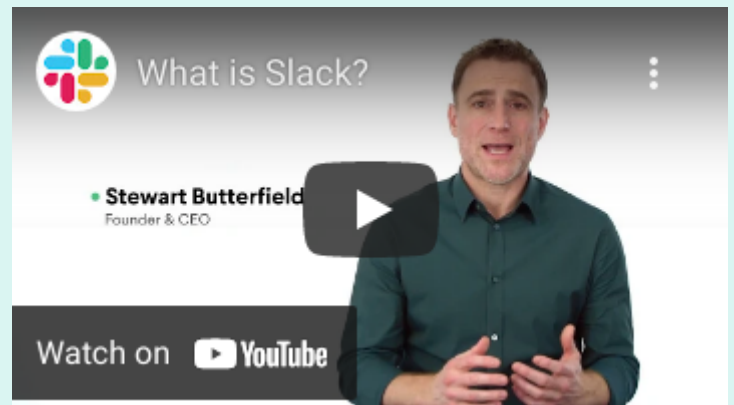 What is Slack?
Stewart Butterfield
Founder & CEO
Watch on YouTube